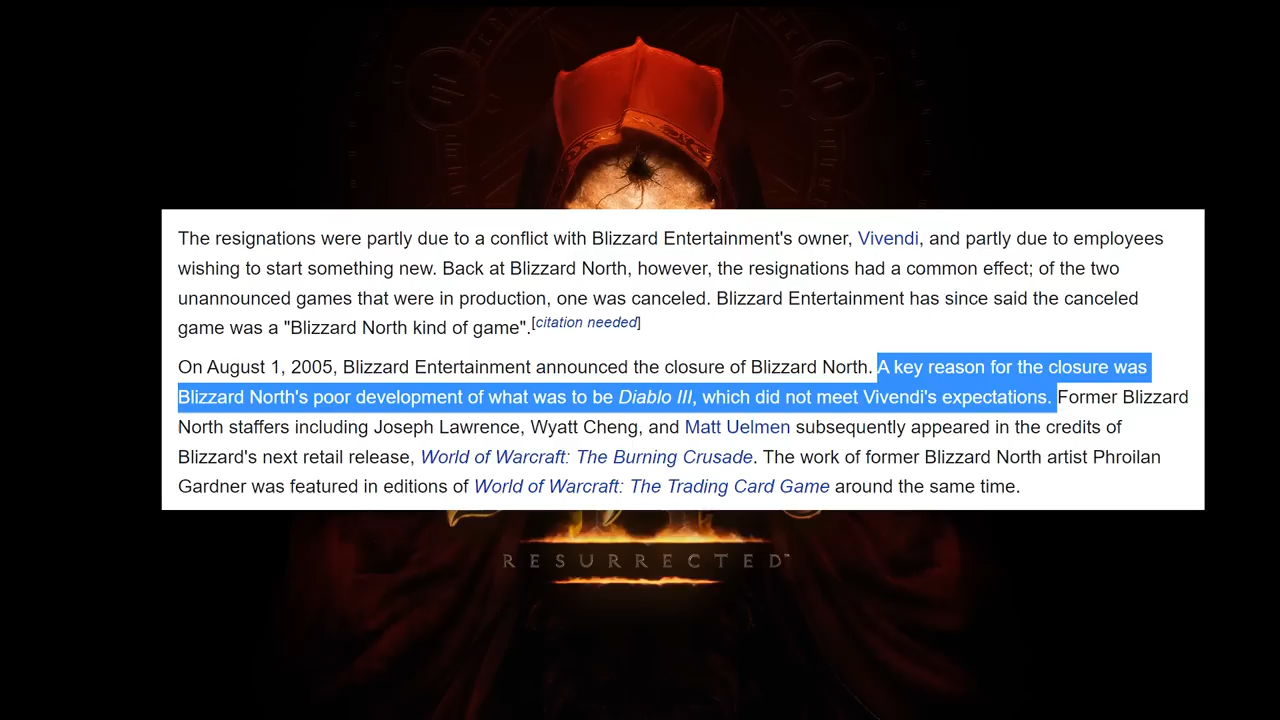 The resignations were partly due to a conflict with Blizzard Entertainment's owner, Vivendi, and partly due to employees
wishing to start something new. Back at Blizzard North, however, the resignations had a common effect; of the two
unannounced games that were in production, one was canceled. Blizzard Entertainment has since said the canceled
game was a "Blizzard North kind of game".[citation needed]
On August 1, 2005, Blizzard Entertainment announced the closure of Blizzard North. A key reason for the closure was
Blizzard North's poor development of what was to be Diablo III, which did not meet Vivendi's expectations. Former Blizzard
North staffers including Joseph Lawrence, Wyatt Cheng, and Matt Uelmen subsequently appeared in the credits of
Blizzard's next retail release, World of Warcraft: The Burning Crusade. The work of former Blizzard North artist Phroilan
Gardner was featured in editions of World of Warcraft: The Trading Card Game around the same time.
RESURRECTED™